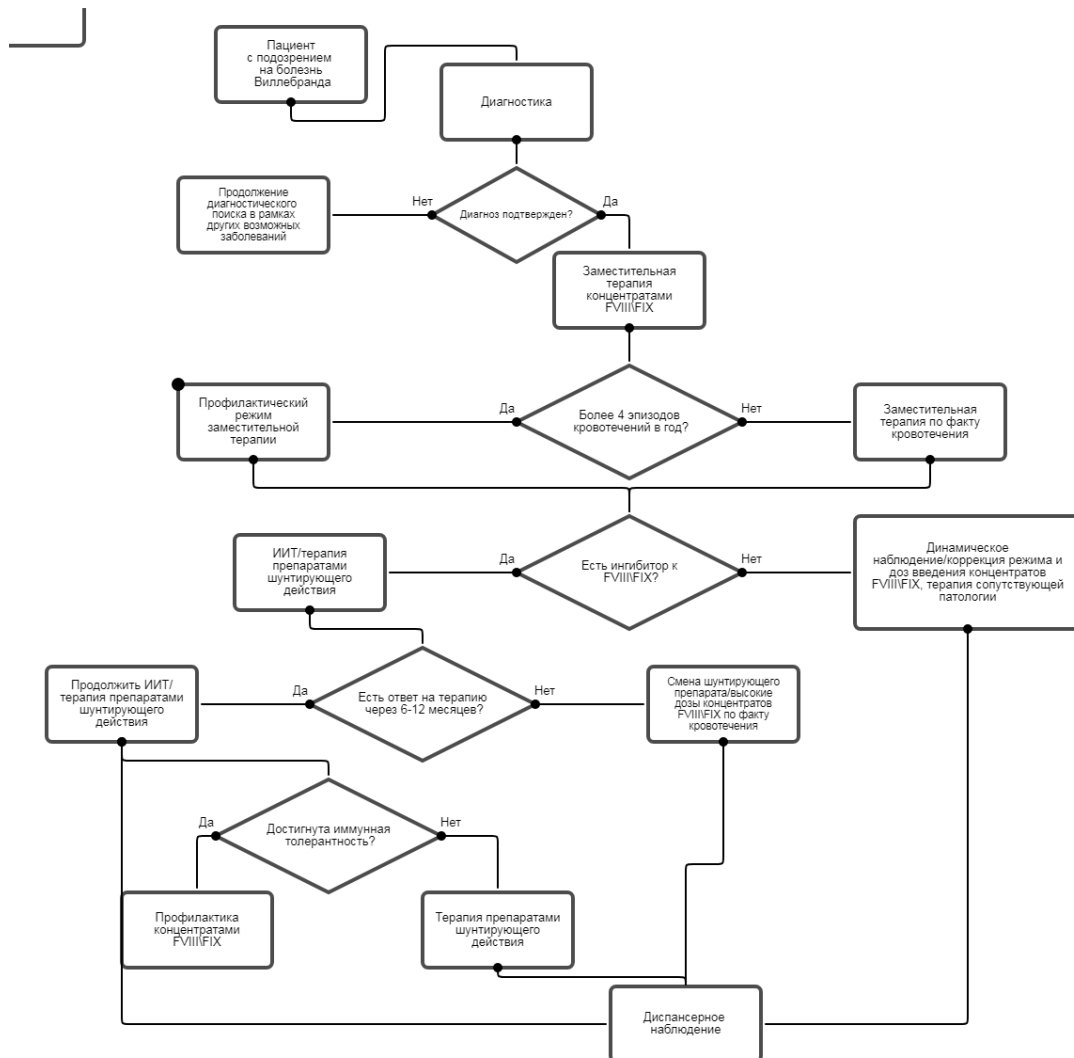 Пациент
с подозрением
на болезнь
Виллебранда
Диагностика
Продолжение
диагностического
поиска в рамках
других возможных
заболеваний
Нет
Диагноз подтвержден?
Да
Заместительная
терапия
концентратами
FVIII\FIX
Профилактический
режим
заместительной
терапии
Да
Более 4 эпизодов
кровотечений в год?
Нет
Заместительная
терапия по факту
кровотечения
ИИТ/терапия
препаратами
шунтирующего
действия
Да
Есть ингибитор к
FVIII\FIX?
Нет
Динамическое
наблюдение/коррекция режима и
доз введения концентратов
FVIII\FIX, терапия сопутствующей
патологии
Продолжить ИИТ/
терапия препаратами
шунтирующего
действия
Да
Есть ответ на терапию
через 6-12 месяцев?
Нет
Смена шунтирующего
препарата/высокие
дозы концентратов
FVIII\FIX по факту
кровотечения
Да
Достигнута иммунная
толерантность?
Нет
Профилактика
концентратами
FVIII\FIX
Терапия препаратами
шунтирующего
действия
Диспансерное
наблюдение